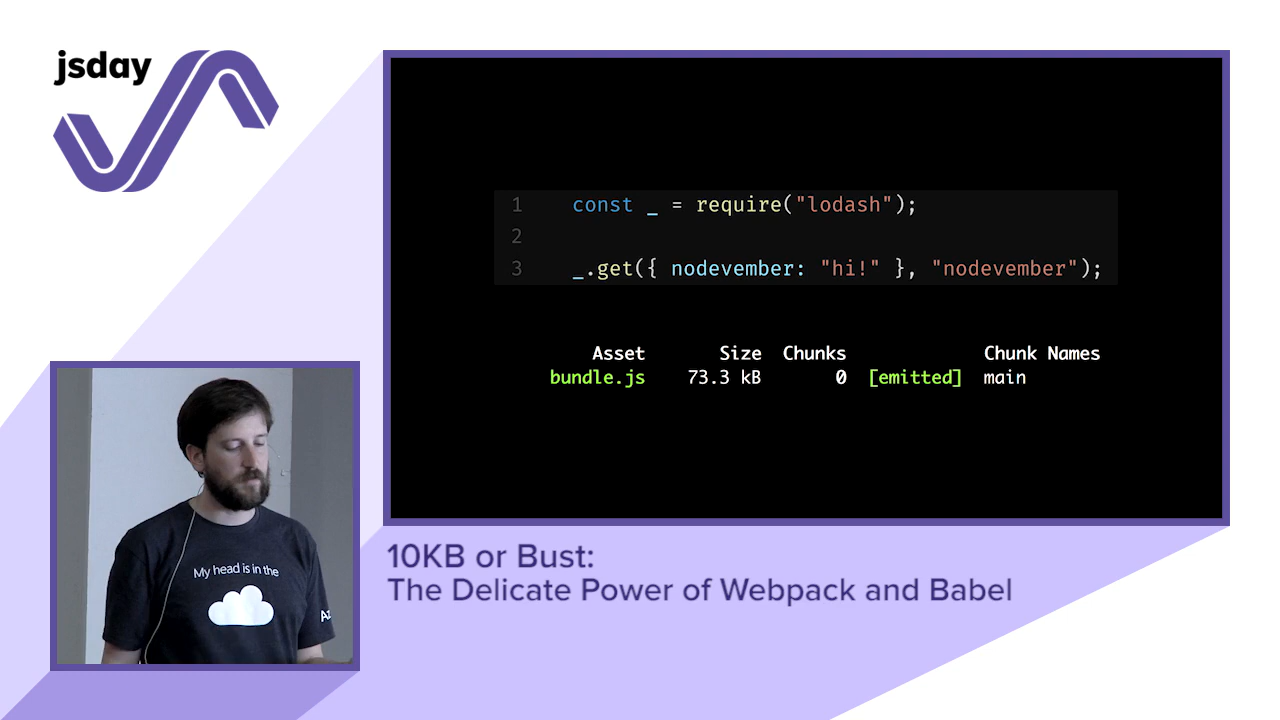 jsday
1 const _ = require("lodash");
2
3 _.get({ nodevember: "hi!" }, "nodevember");
Asset Size Chunks Chunk Names
bundle.js 73.3 kB 0 [emitted] main
My head is in the
Az
10KB or Bust:
The Delicate Power of Webpack and Babel